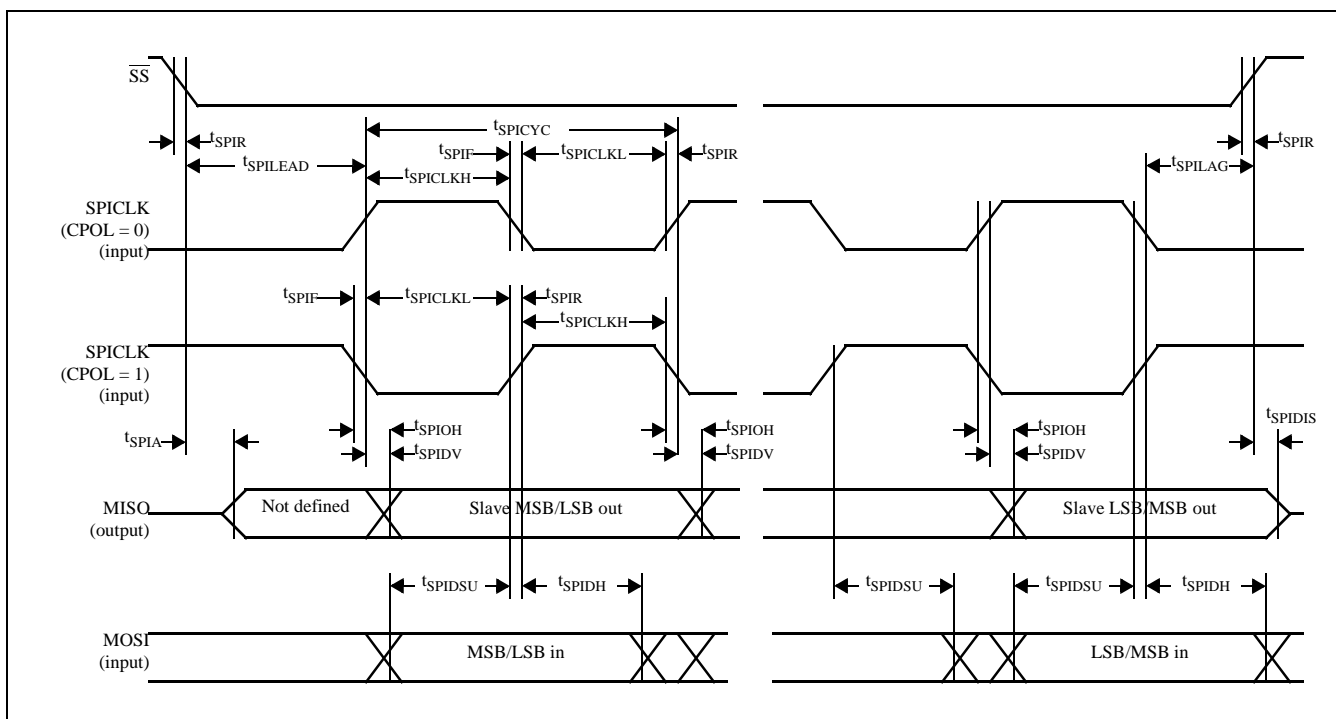 SS
tSPICYC
tSPIR
tSPIF
tSPICLKL
tSPIR
tSPIR
tSPILEAD
tSPICLKH
tSPILAG
SPICLK
(CPOL = 0)
(input)
tSPIF
tSPICLKL
tSPIR
tSPICLKH
SPICLK
(CPOL = 1)
(input)
tSPIA
tSPIOH
tSPIOH
tSPIOH
tSPIDIS
tSPIDV
tSPIDV
tSPIDV
MISO
(output)
Not defined
Slave MSB/LSB out
Slave LSB/MSB out
tSPIDSU
tSPIDH
tSPIDSU
tSPIDSU
tSPIDH
MOSI
(input)
MSB/LSB in
LSB/MSB in